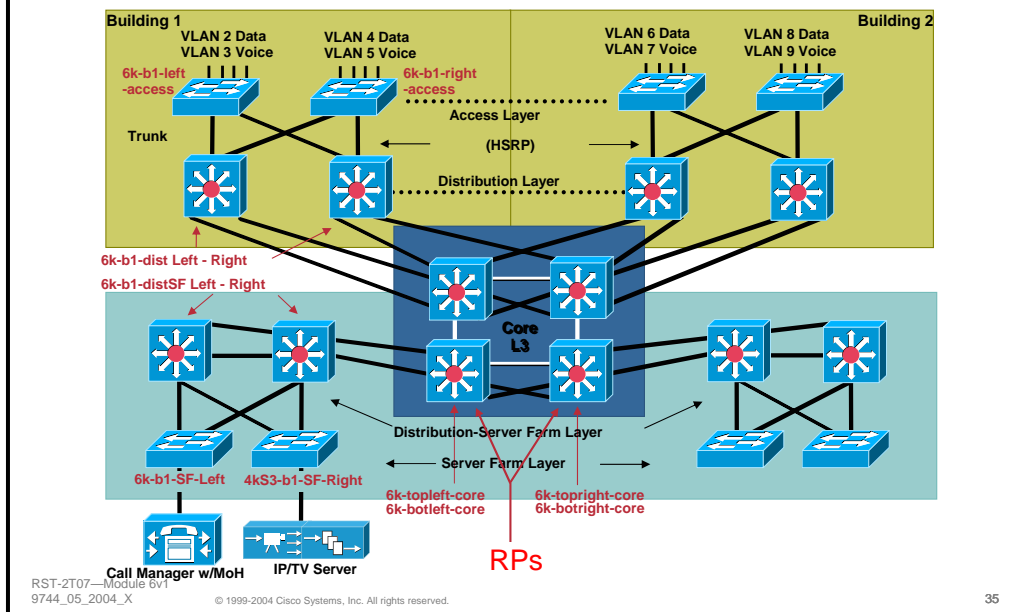 Building 1
Building 2
VLAN 2 Data
VLAN 3 Voice
VLAN 4 Data
VLAN 5 Voice
VLAN 6 Data
VLAN 7 Voice
VLAN 8 Data
VLAN 9 Voice
6k-b1-left
-access
6k-b1-right
-access
Access Layer
Trunk
(HSRP)
Distribution Layer
6k-b1-dist Left - Right
6k-b1-distSF Left - Right
Core
L3
Distribution-Server Farm Layer
Server Farm Layer
6k-b1-SF-Left
4kS3-b1-SF-Right
6k-topleft-core
6k-botleft-core
6k-topright-core
6k-botright-core
RPs
Call Manager w/MoH
IP/TV Server
RST-2T07—Module 6v1
9744_05_2004_X
© 1999-2004 Cisco Systems, Inc. All rights reserved.
35